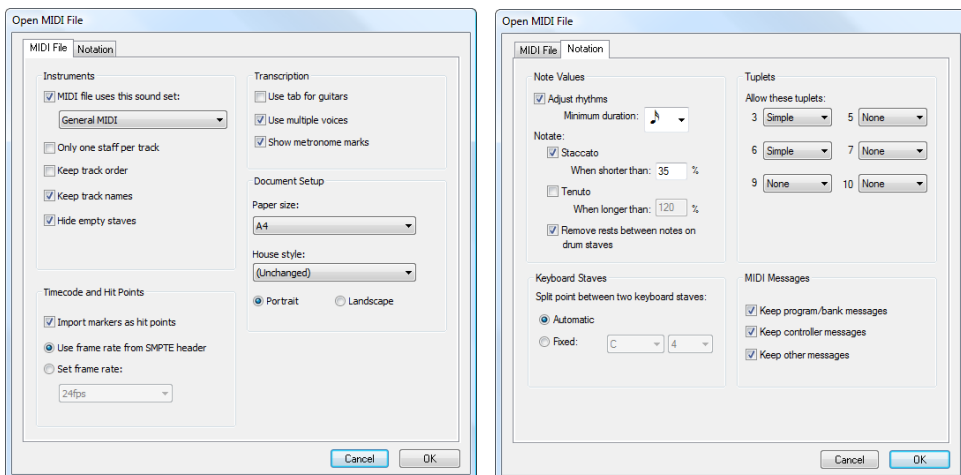 Open MIDI File
MIDI File Notation
Instruments
MIDI file uses this sound set:
General MIDI
Only one staff per track
Keep track order
Keep track names
Hide empty staves
Timecode and Hit Points
Import markers as hit points
Use frame rate from SMPTE header
Set frame rate:
24fps
Transcription
Use tab for guitars
Use multiple voices
Show metronome marks
Document Setup
Paper size:
A4
House style:
(Unchanged)
Portrait Landscape
Cancel OK
Open MIDI File
MIDI File Notation
Note Values
Adjust rhythms
Minimum duration:
Notate:
Staccato
When shorter than: 35 %
Tenuto
When longer than: 120 %
Remove rests between notes on
drum staves
Tuplets
Allow these tuplets:
3 Simple 5 None
6 Simple 7 None
9 None 10 None
Keyboard Staves
Split point between two keyboard staves:
Automatic
Fixed: C 4
MIDI Messages
Keep program/bank messages
Keep controller messages
Keep other messages
Cancel OK